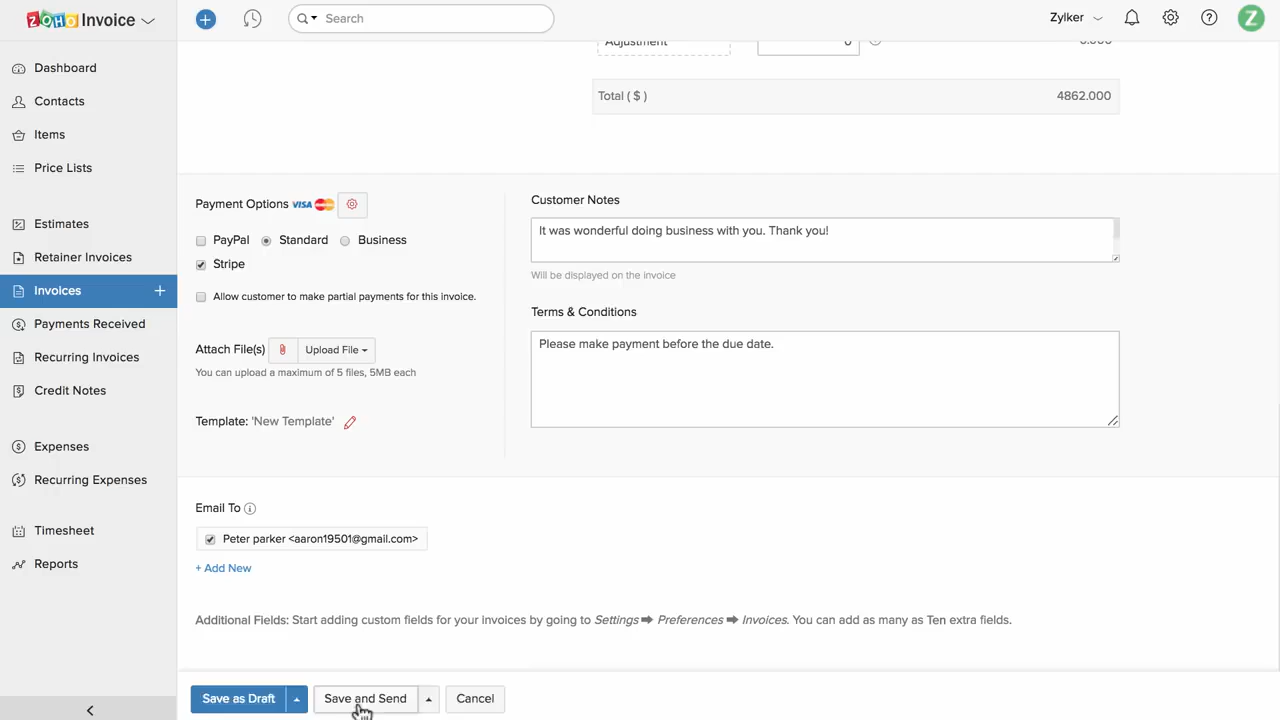 ZOHO Invoice
Search
Zylker
Z
Dashboard
Contacts
Items
Price Lists
Estimates
Retainer Invoices
Invoices
Payments Received
Recurring Invoices
Credit Notes
Expenses
Recurring Expenses
Timesheet
Reports
Adjustment 0 0.000
Total ( $ ) 4862.000
Payment Options VISA
PayPal Standard Business
Stripe
Allow customer to make partial payments for this invoice.
Attach File(s) Upload File
You can upload a maximum of 5 files, 5MB each
Template: 'New Template'
Customer Notes
It was wonderful doing business with you. Thank you!
Will be displayed on the invoice
Terms & Conditions
Please make payment before the due date.
Email To
Peter parker <aaron19501@gmail.com>
+ Add New
Additional Fields: Start adding custom fields for your invoices by going to Settings ➡ Preferences ➡ Invoices. You can add as many as Ten extra fields.
Save as Draft Save and Send Cancel